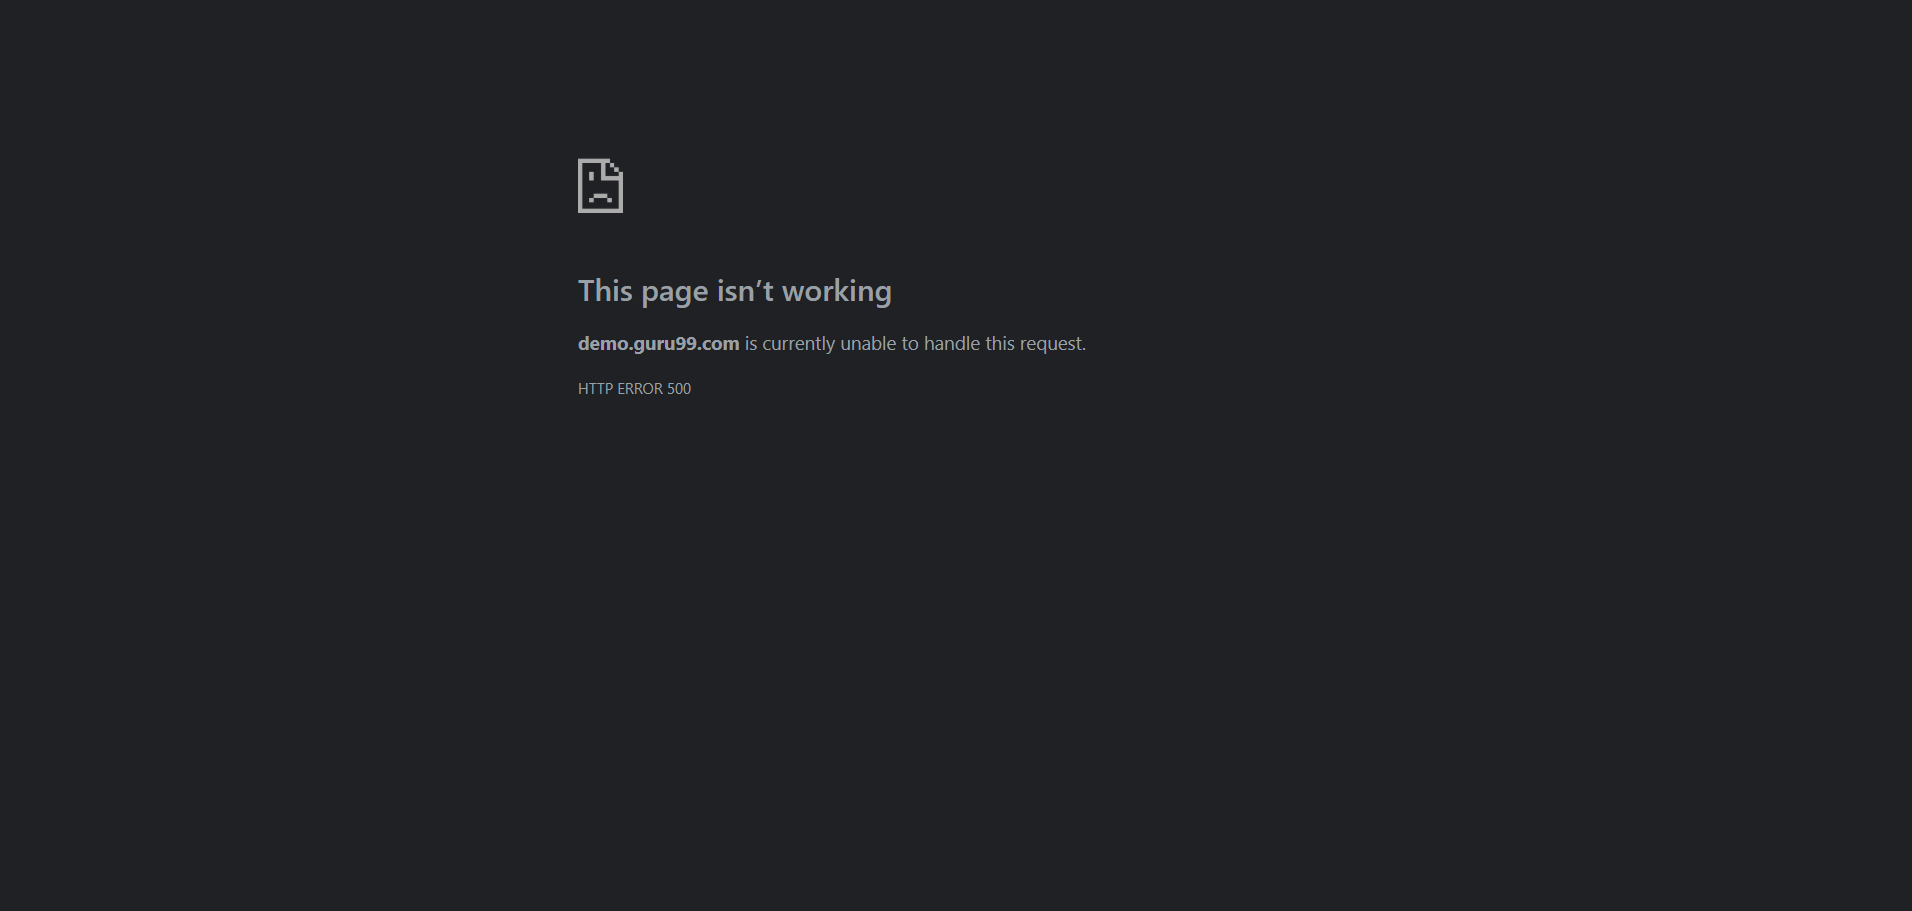 This page isn’t working
demo.guru99.com is currently unable to handle this request.
HTTP ERROR 500